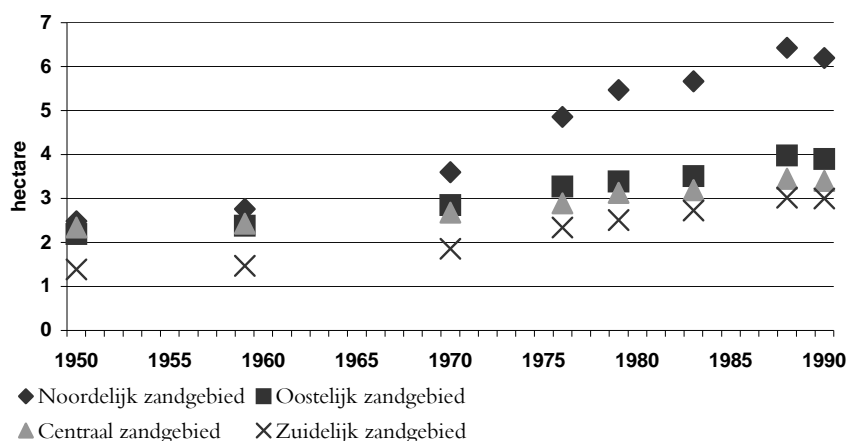 7
6
5
4
3
2
1
0
hectare
1950 1955 1960 1965 1970 1975 1980 1985 1990
Noordelijk zandgebied Oostelijk zandgebied
Centraal zandgebied Zuidelijk zandgebied